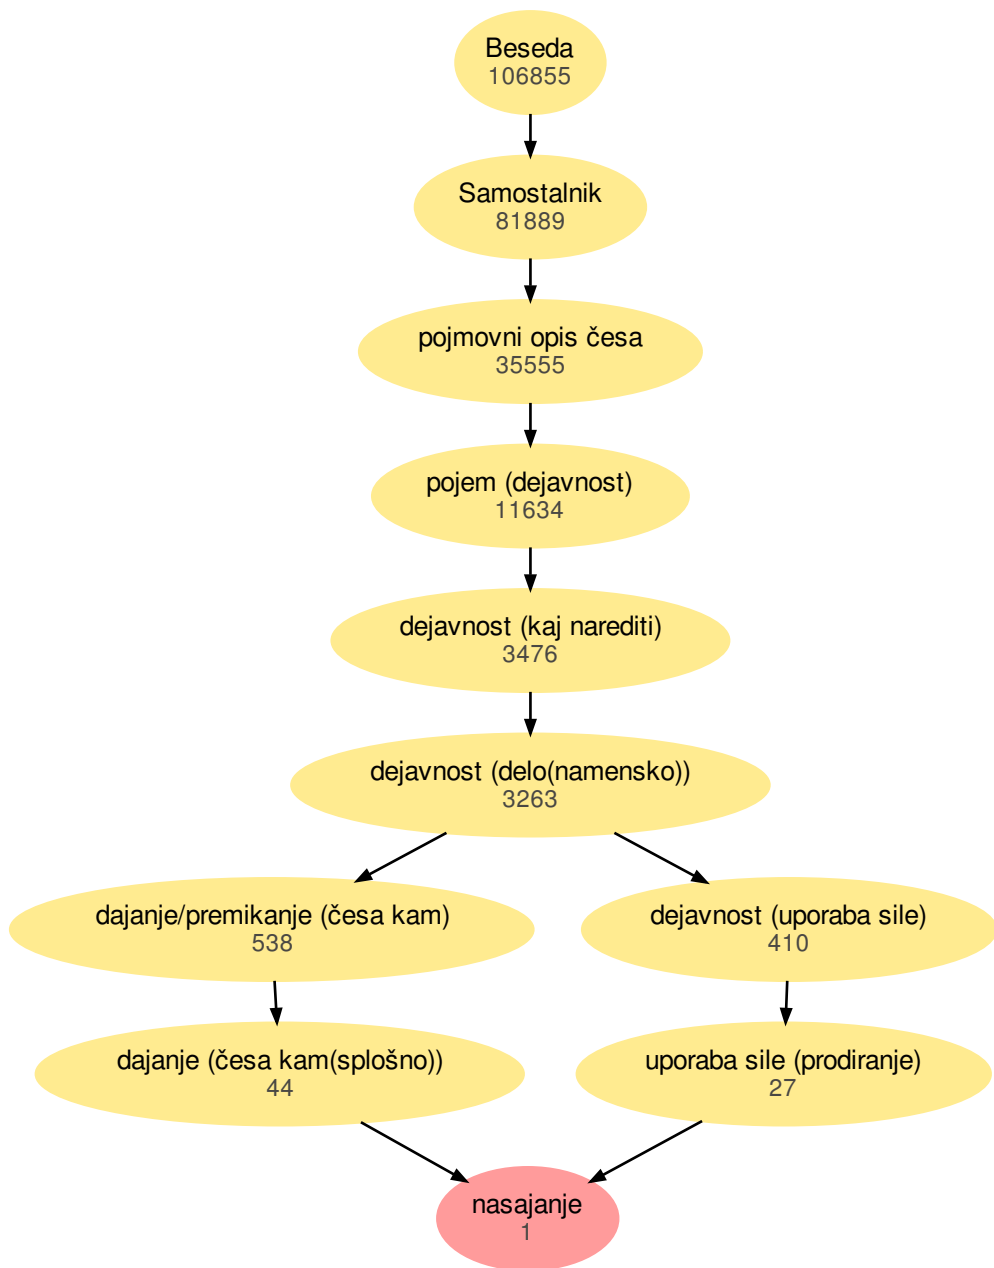 Beseda
106855
Samostalnik
81889
pojmovni opis česa
35555
pojem (dejavnost)
11634
dejavnost (kaj narediti)
3476
dejavnost (delo(namensko))
3263
dajanje/premikanje (česa kam)
538
dejavnost (uporaba sile)
410
dajanje (česa kam(splošno))
44
uporaba sile (prodiranje)
27
nasajanje
1